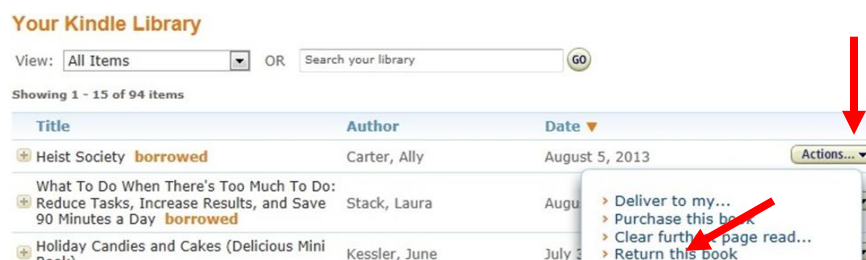 Your Kindle Library
View: All Items OR Search your library GO
Showing 1 - 15 of 94 items
Title Author Date
Heist Society borrowed Carter, Ally August 5, 2013 Actions...
What To Do When There's Too Much To Do:
Reduce Tasks, Increase Results, and Save Stack, Laura
90 Minutes a Day borrowed
Deliver to my...
Purchase this book
Clear furthest page read...
Return this book
Holiday Candies and Cakes (Delicious Mini Kessler, June